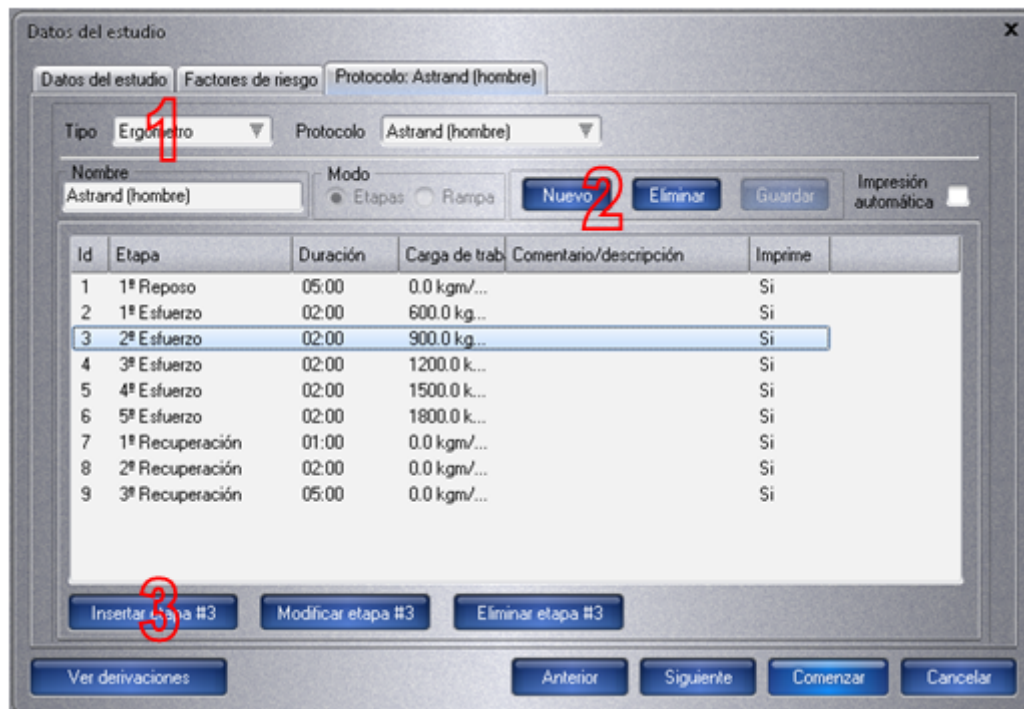 Datos del estudio x
Datos del estudio Factores de riesgo Protocolo: Astrand (hombre)
1
Tipo Ergómetro Protocolo Astrand (hombre)
Nombre Modo
Astrand (hombre) Etapas Rampa Nuevo 2 Eliminar Guardar Impresión automática
Id Etapa Duración Carga de trab Comentario/descripción Imprime
1 1ª Reposo 05:00 0.0 kgm/... Si
2 1ª Esfuerzo 02:00 600.0 kg... Si
3 2ª Esfuerzo 02:00 900.0 kg... Si
4 3ª Esfuerzo 02:00 1200.0 k... Si
5 4ª Esfuerzo 02:00 1500.0 k... Si
6 5ª Esfuerzo 02:00 1800.0 k... Si
7 1ª Recuperación 01:00 0.0 kgm/... Si
8 2ª Recuperación 02:00 0.0 kgm/... Si
9 3ª Recuperación 05:00 0.0 kgm/... Si
3
Insertar etapa #3 Modificar etapa #3 Eliminar etapa #3
Ver derivaciones Anterior Siguiente Comenzar Cancelar